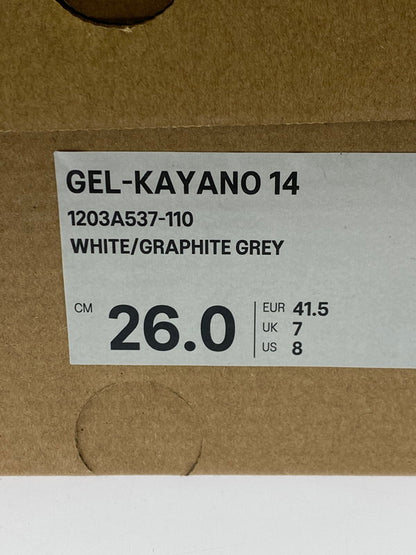 GEL-KAYANO 14
1203A537-110
WHITE/GRAPHITE GREY
CM 26.0
EUR 41.5
UK 7
US 8